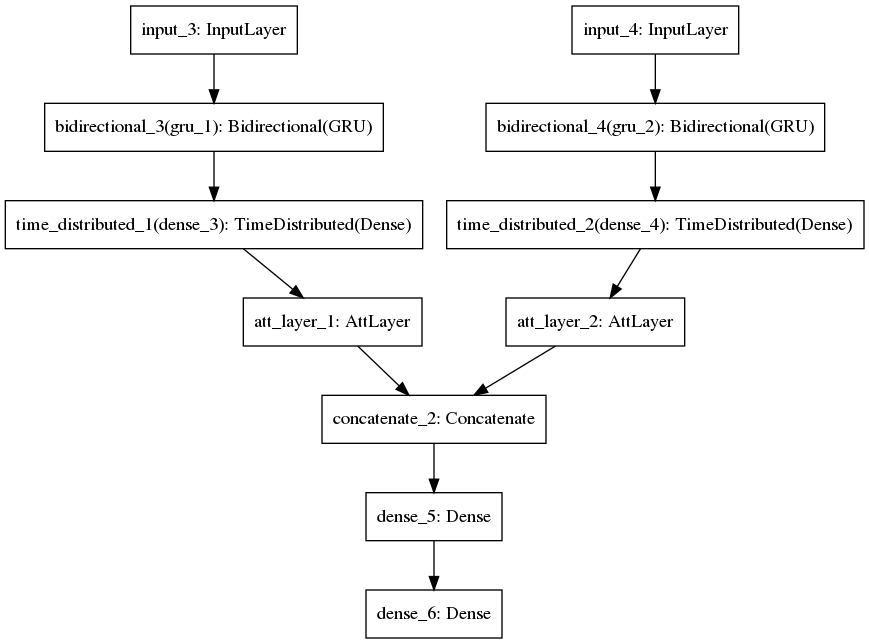 input_3: InputLayer
input_4: InputLayer
bidirectional_3(gru_1): Bidirectional(GRU)
bidirectional_4(gru_2): Bidirectional(GRU)
time_distributed_1(dense_3): TimeDistributed(Dense)
time_distributed_2(dense_4): TimeDistributed(Dense)
att_layer_1: AttLayer
att_layer_2: AttLayer
concatenate_2: Concatenate
dense_5: Dense
dense_6: Dense